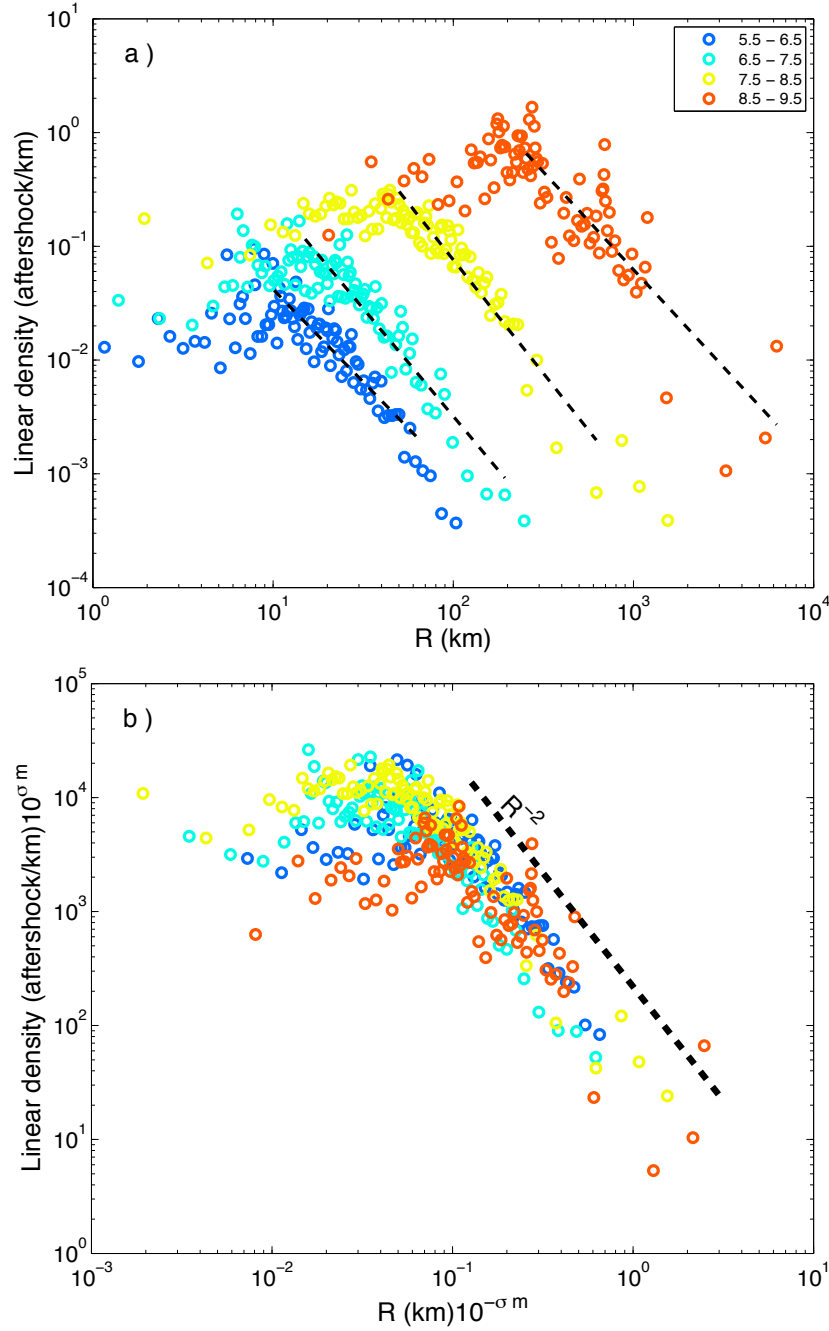 a )
5.5 – 6.5
6.5 – 7.5
7.5 – 8.5
8.5 – 9.5
Linear density (aftershock/km)
10^1
10^0
10^-1
10^-2
10^-3
10^-4
10^0 10^1 10^2 10^3 10^4
R (km)
b )
R^-2
Linear density (aftershock/km)10^σ m
10^5
10^4
10^3
10^2
10^1
10^0
10^-3 10^-2 10^-1 10^0 10^1
R (km)10^-σ m